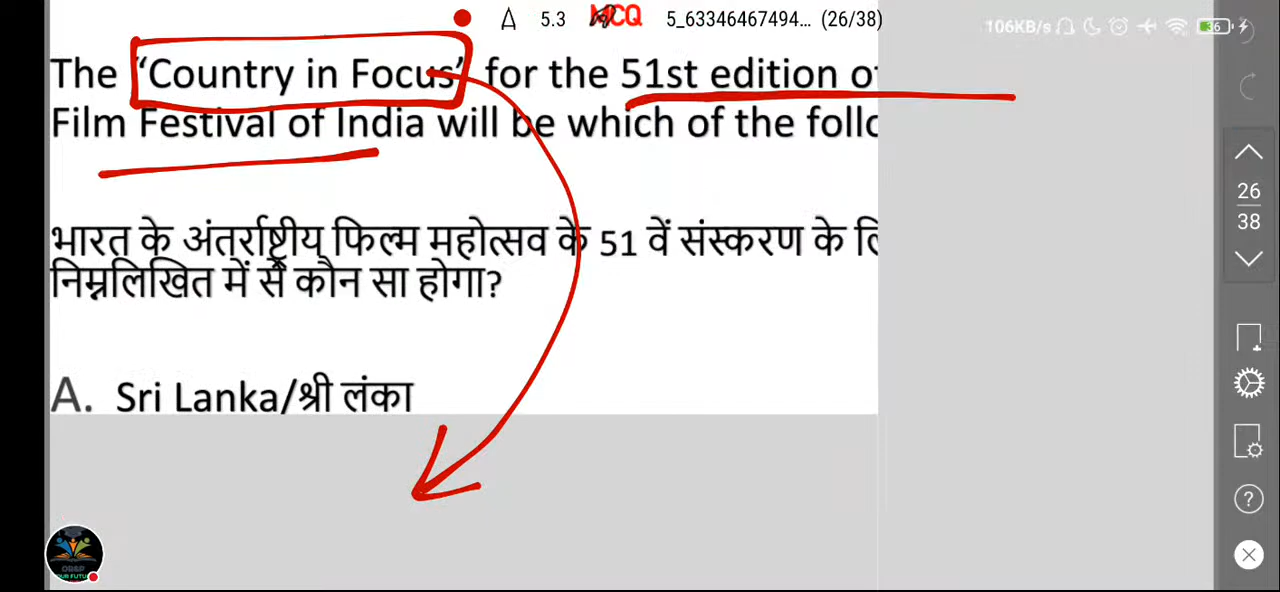 5.3 MCQ 5_63346467494... (26/38)
106KB/s 36
The “Country in Focus” for the 51st edition of
Film Festival of India will be which of the follo
26
38
भारत के अंतर्राष्ट्रीय फिल्म महोत्सव के 51 वें संस्करण के लि
निम्नलिखित में से कौन सा होगा?
A. Sri Lanka/श्री लंका